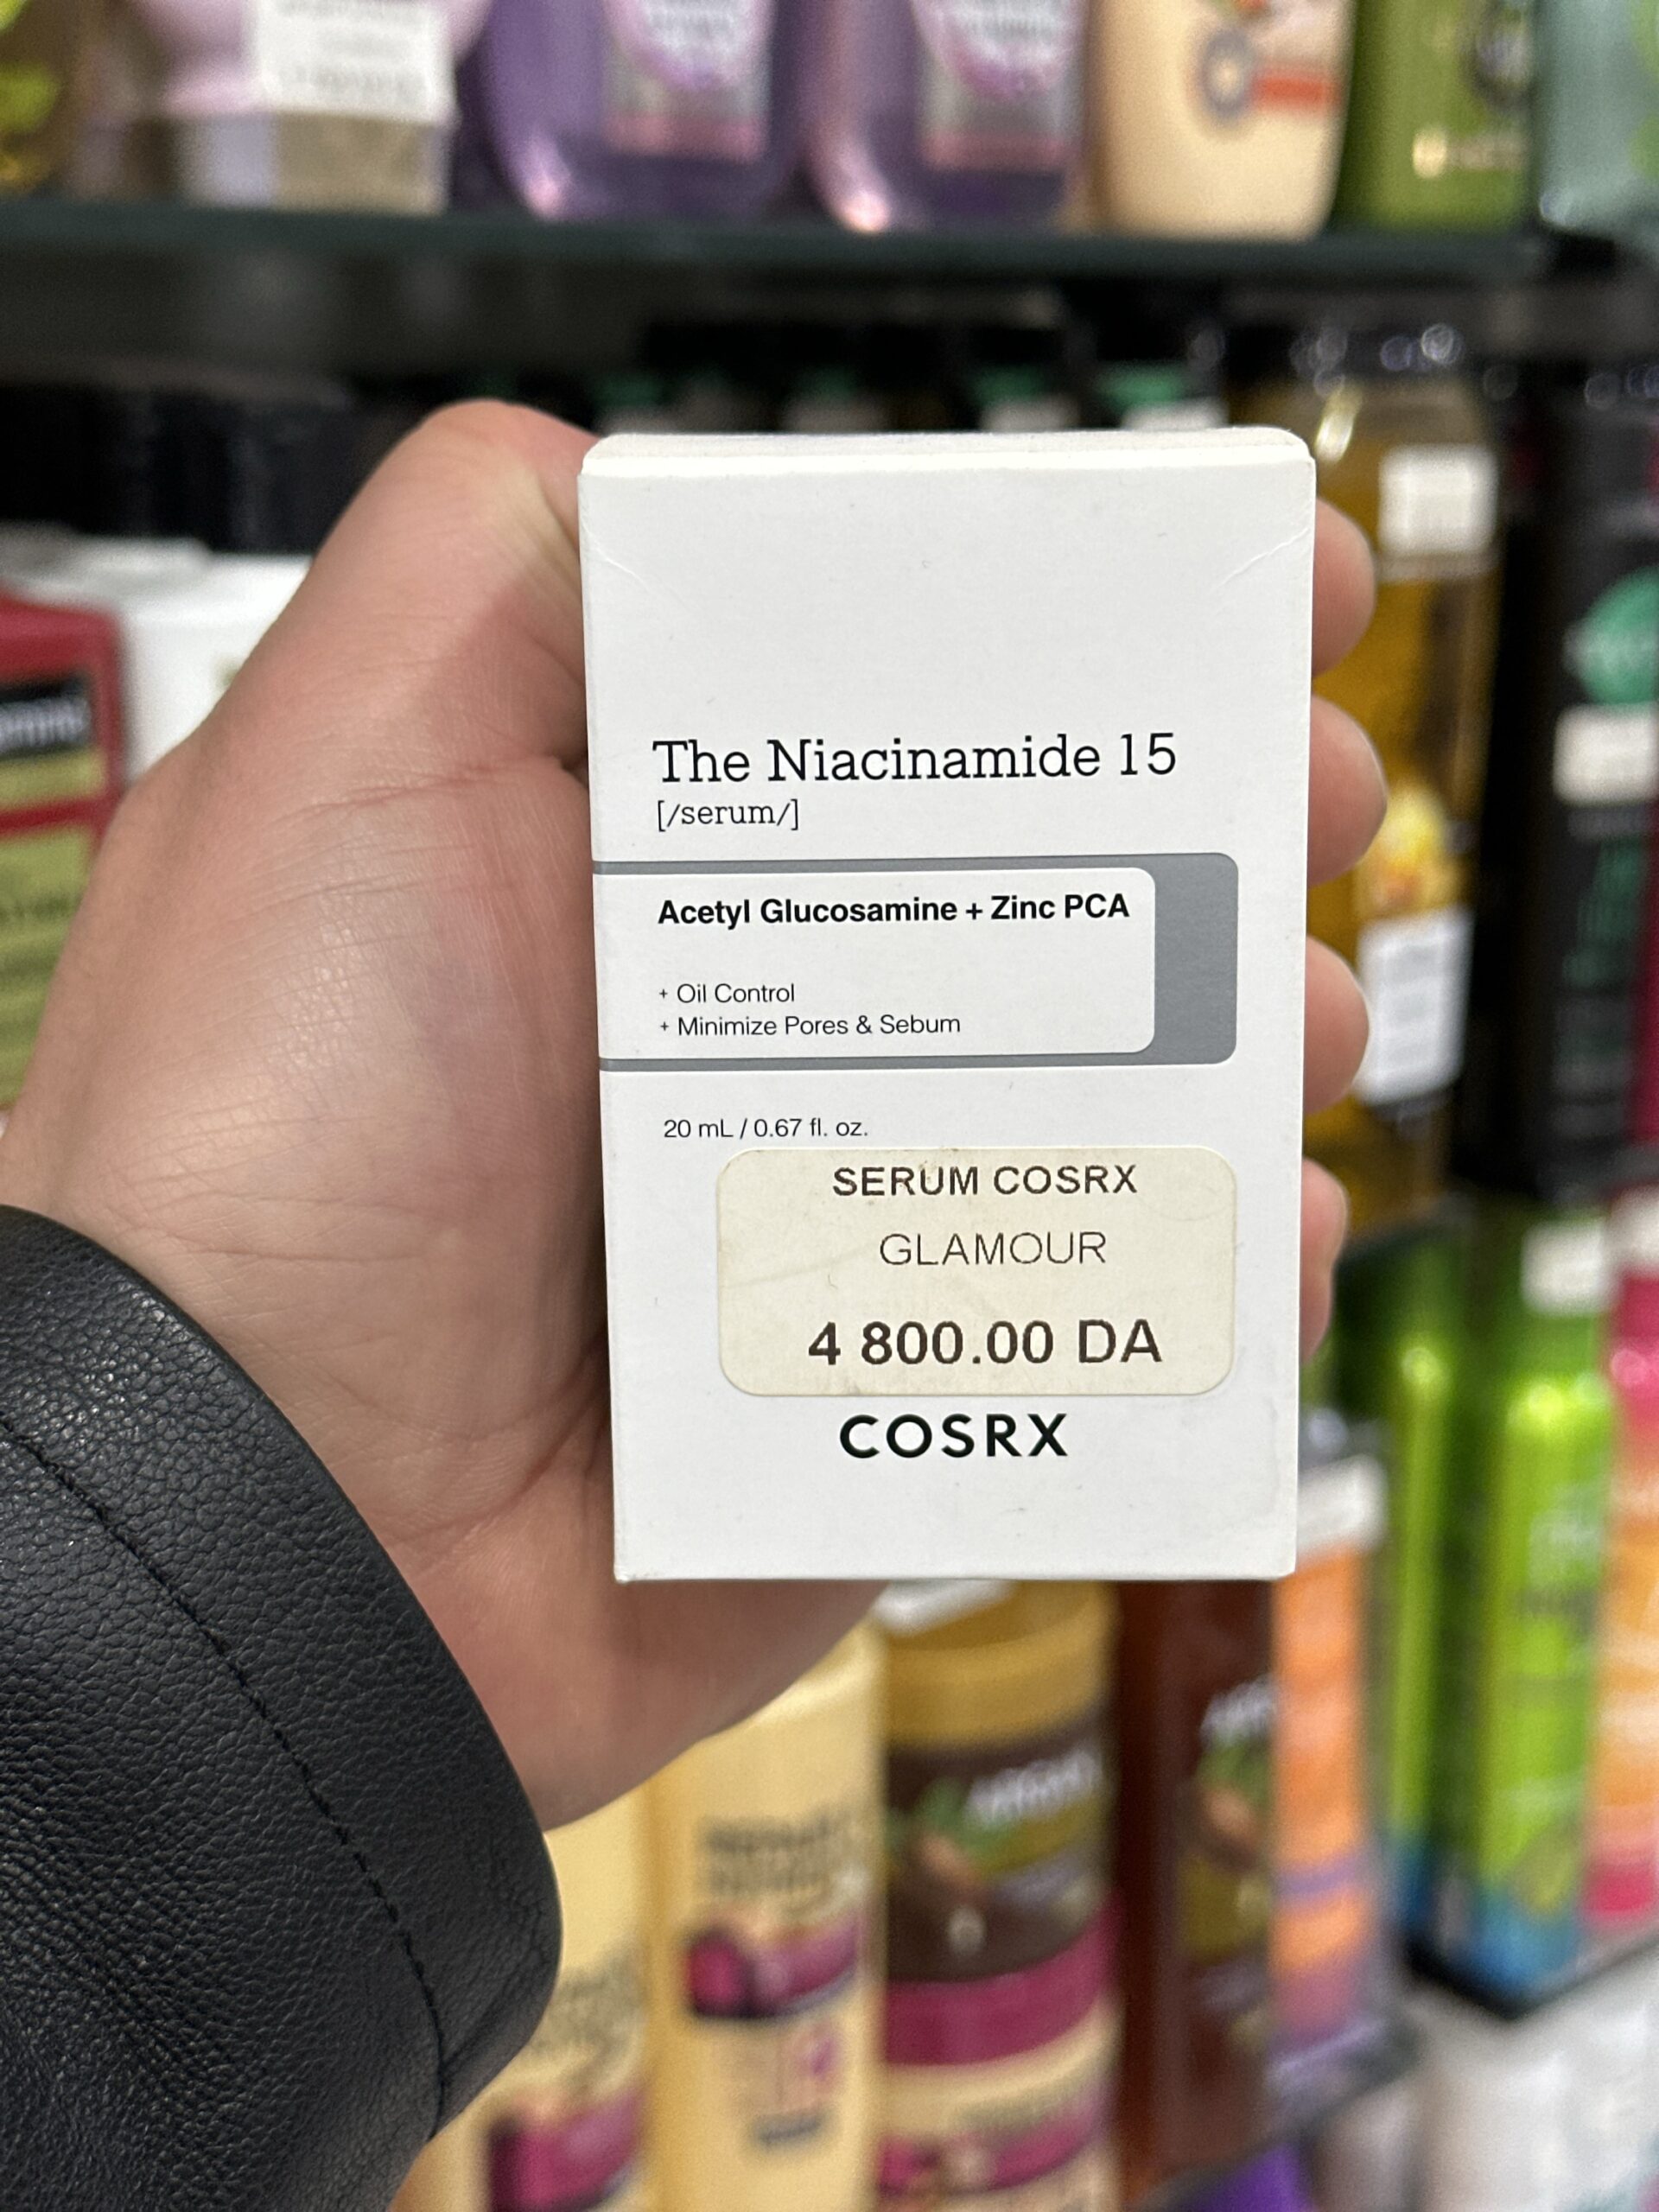 The Niacinamide 15
[/serum/]
Acetyl Glucosamine + Zinc PCA
+ Oil Control
+ Minimize Pores & Sebum
20 mL / 0.67 fl. oz.
SERUM COSRX
GLAMOUR
4 800.00 DA
COSRX